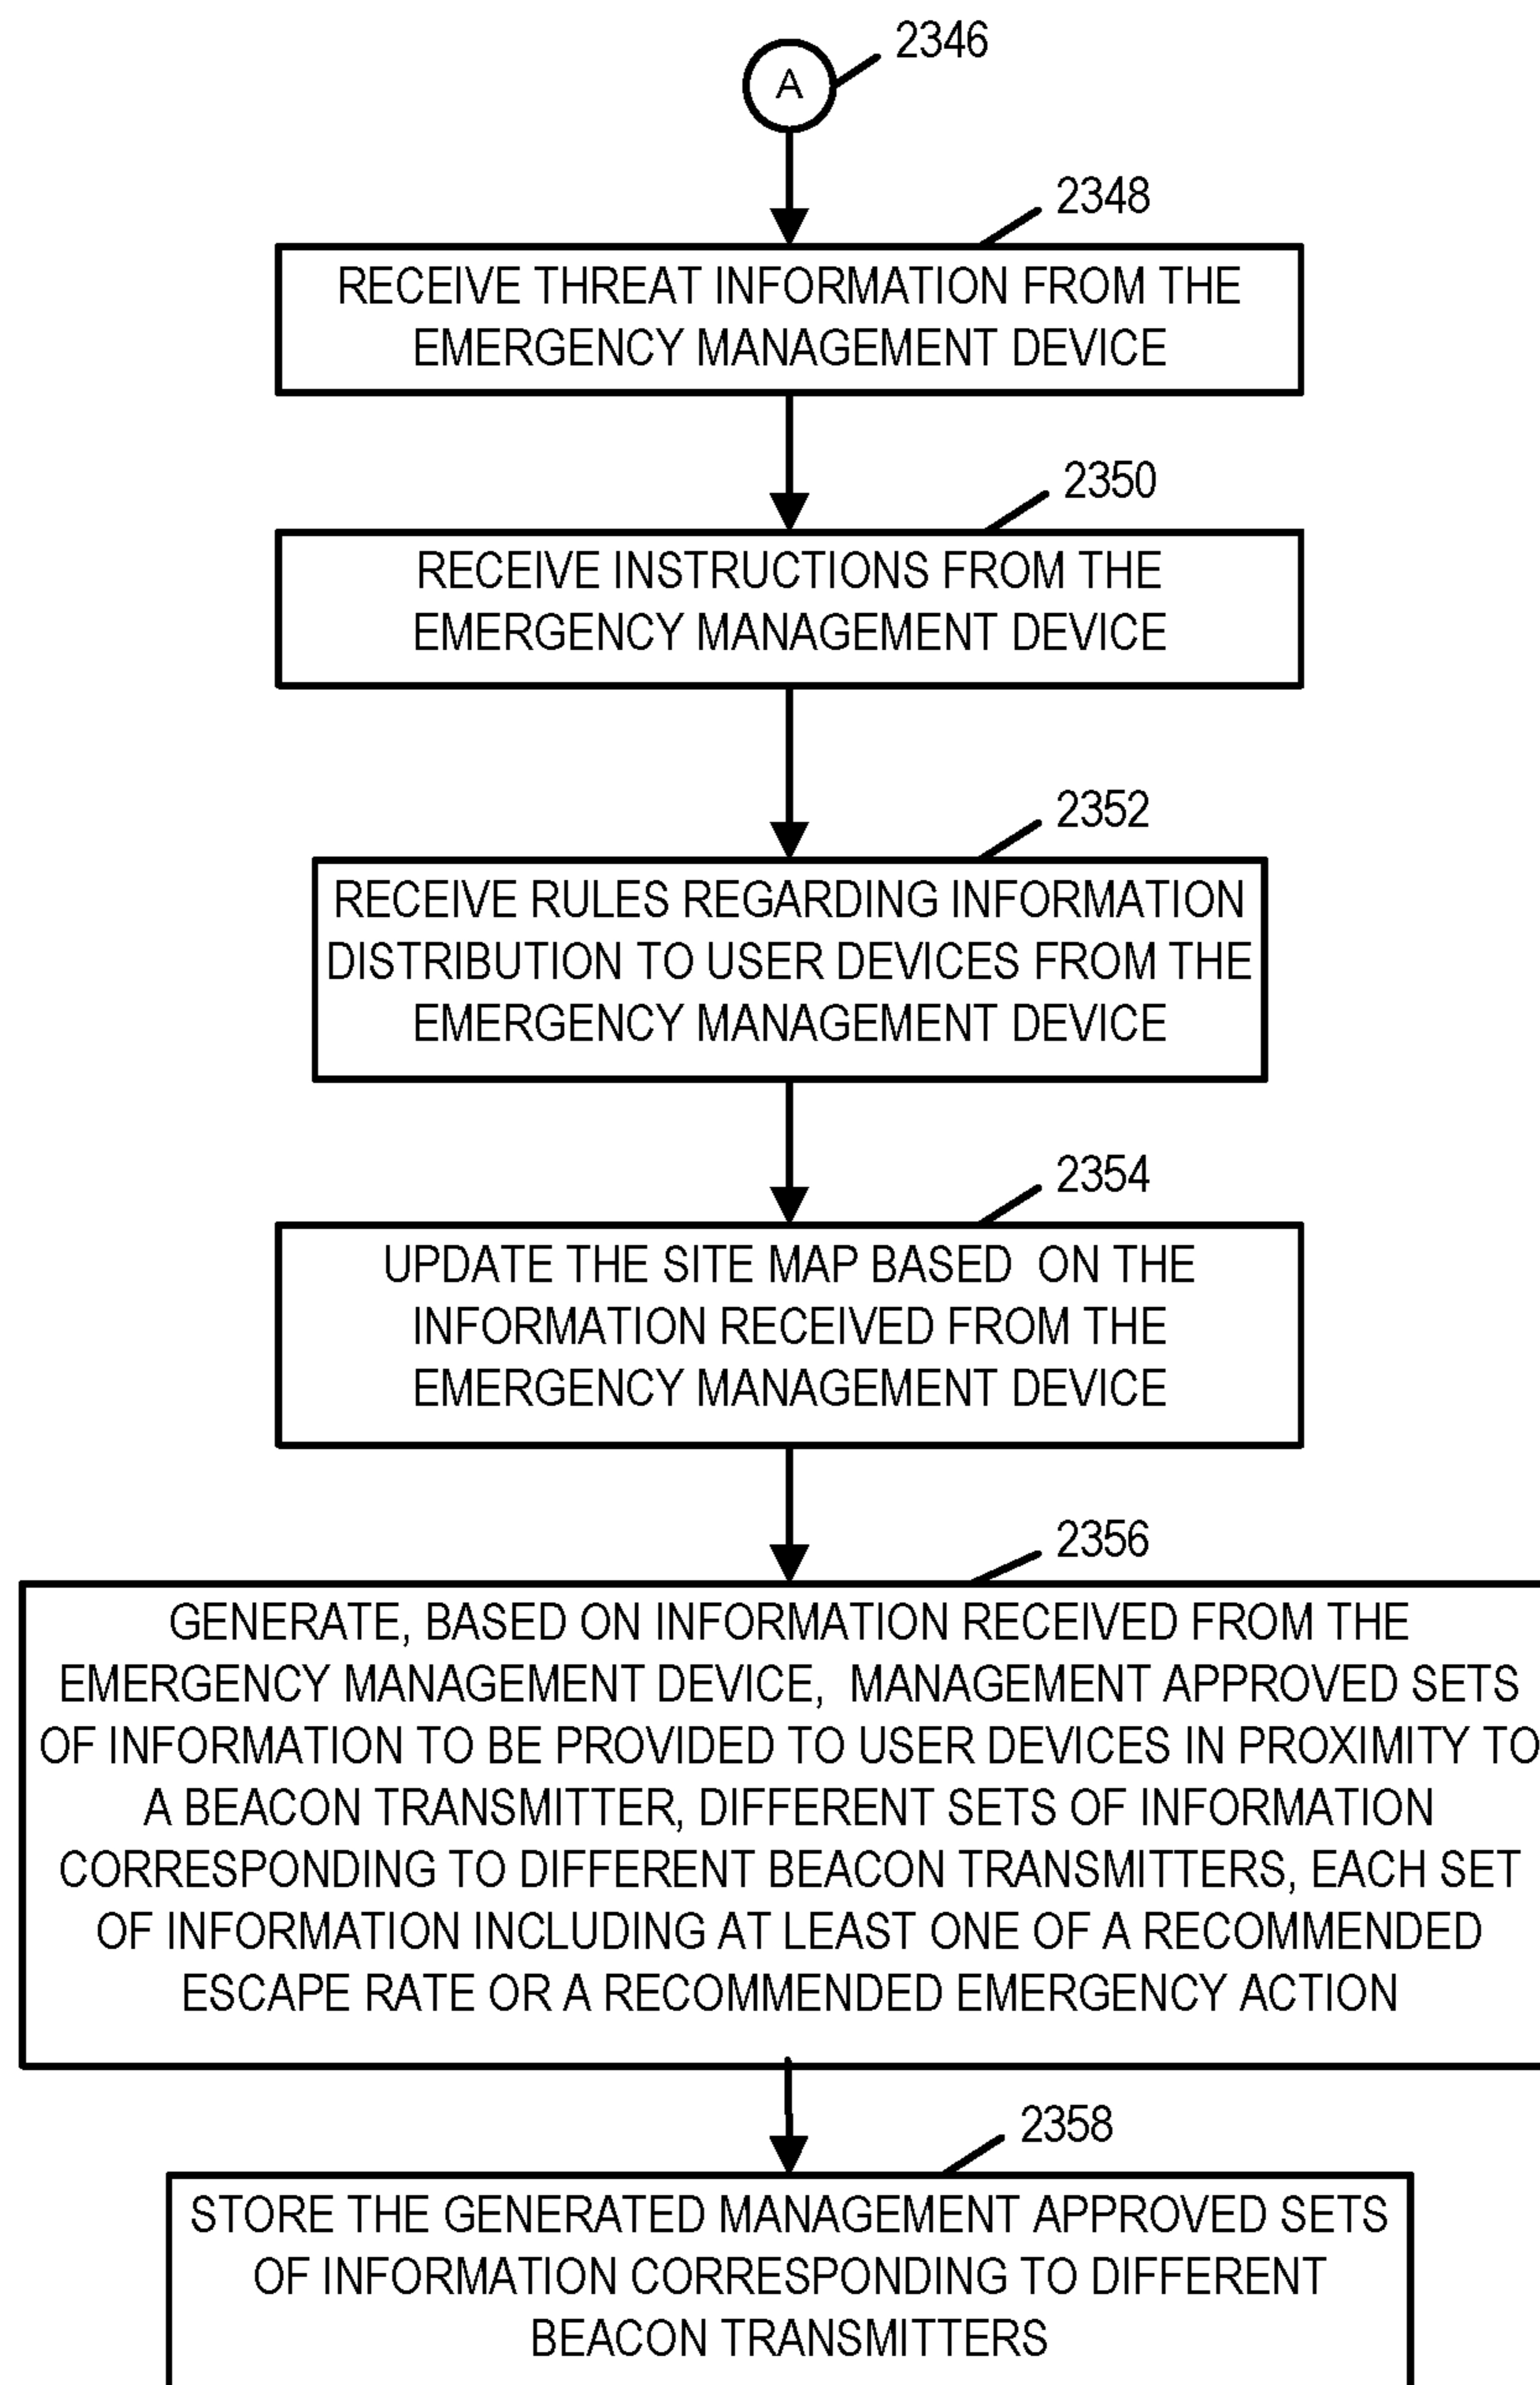 2346
A
2348
RECEIVE THREAT INFORMATION FROM THE
EMERGENCY MANAGEMENT DEVICE
2350
RECEIVE INSTRUCTIONS FROM THE
EMERGENCY MANAGEMENT DEVICE
2352
RECEIVE RULES REGARDING INFORMATION
DISTRIBUTION TO USER DEVICES FROM THE
EMERGENCY MANAGEMENT DEVICE
2354
UPDATE THE SITE MAP BASED ON THE
INFORMATION RECEIVED FROM THE
EMERGENCY MANAGEMENT DEVICE
2356
GENERATE, BASED ON INFORMATION RECEIVED FROM THE
EMERGENCY MANAGEMENT DEVICE, MANAGEMENT APPROVED SETS
OF INFORMATION TO BE PROVIDED TO USER DEVICES IN PROXIMITY TO
A BEACON TRANSMITTER, DIFFERENT SETS OF INFORMATION
CORRESPONDING TO DIFFERENT BEACON TRANSMITTERS, EACH SET
OF INFORMATION INCLUDING AT LEAST ONE OF A RECOMMENDED
ESCAPE RATE OR A RECOMMENDED EMERGENCY ACTION
2358
STORE THE GENERATED MANAGEMENT APPROVED SETS
OF INFORMATION CORRESPONDING TO DIFFERENT
BEACON TRANSMITTERS